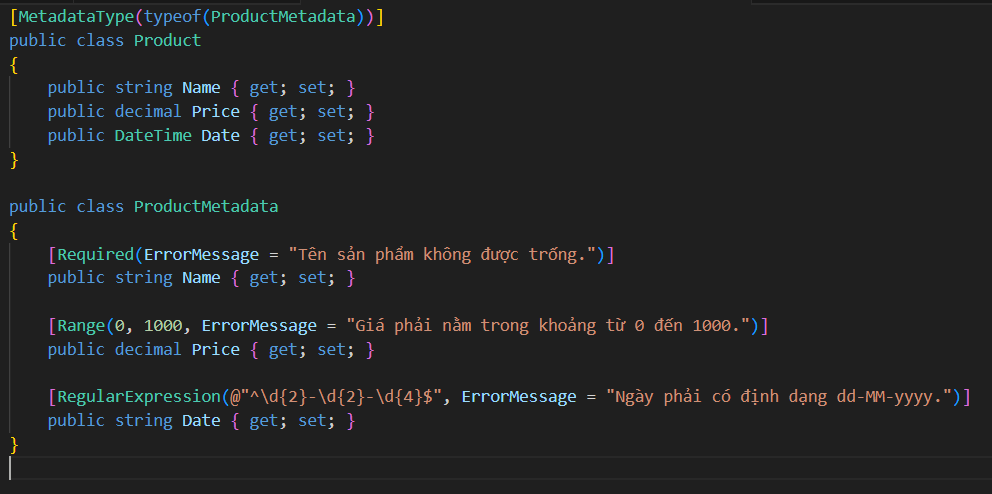 [MetadataType(typeof(ProductMetadata))]
public class Product
{
    public string Name { get; set; }
    public decimal Price { get; set; }
    public DateTime Date { get; set; }
}

public class ProductMetadata
{
    [Required(ErrorMessage = "Tên sản phẩm không được trống.")]
    public string Name { get; set; }

    [Range(0, 1000, ErrorMessage = "Giá phải nằm trong khoảng từ 0 đến 1000.")]
    public decimal Price { get; set; }

    [RegularExpression(@"^\d{2}-\d{2}-\d{4}$", ErrorMessage = "Ngày phải có định dạng dd-MM-yyyy.")]
    public string Date { get; set; }
}